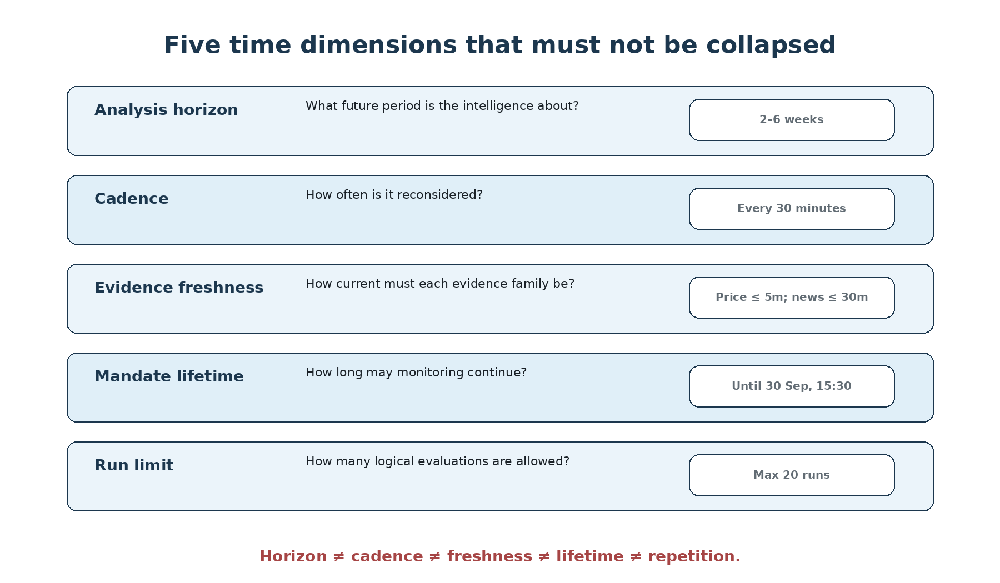 Five time dimensions that must not be collapsed
Analysis horizon
What future period is the intelligence about?
2–6 weeks
Cadence
How often is it reconsidered?
Every 30 minutes
Evidence freshness
How current must each evidence family be?
Price ≤ 5m; news ≤ 30m
Mandate lifetime
How long may monitoring continue?
Until 30 Sep, 15:30
Run limit
How many logical evaluations are allowed?
Max 20 runs
Horizon ≠ cadence ≠ freshness ≠ lifetime ≠ repetition.